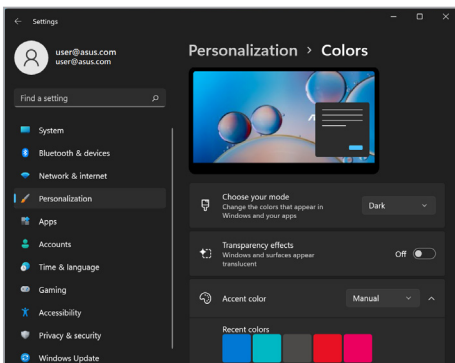 Settings
user@asus.com
user@asus.com
Find a setting
System
Bluetooth & devices
Network & internet
Personalization
Apps
Accounts
Time & language
Gaming
Accessibility
Privacy & security
Windows Update
Personalization > Colors
Choose your mode
Change the colors that appear in
Windows and your apps
Dark
Transparency effects
Windows and surfaces appear
translucent
Off
Accent color
Manual
Recent colors